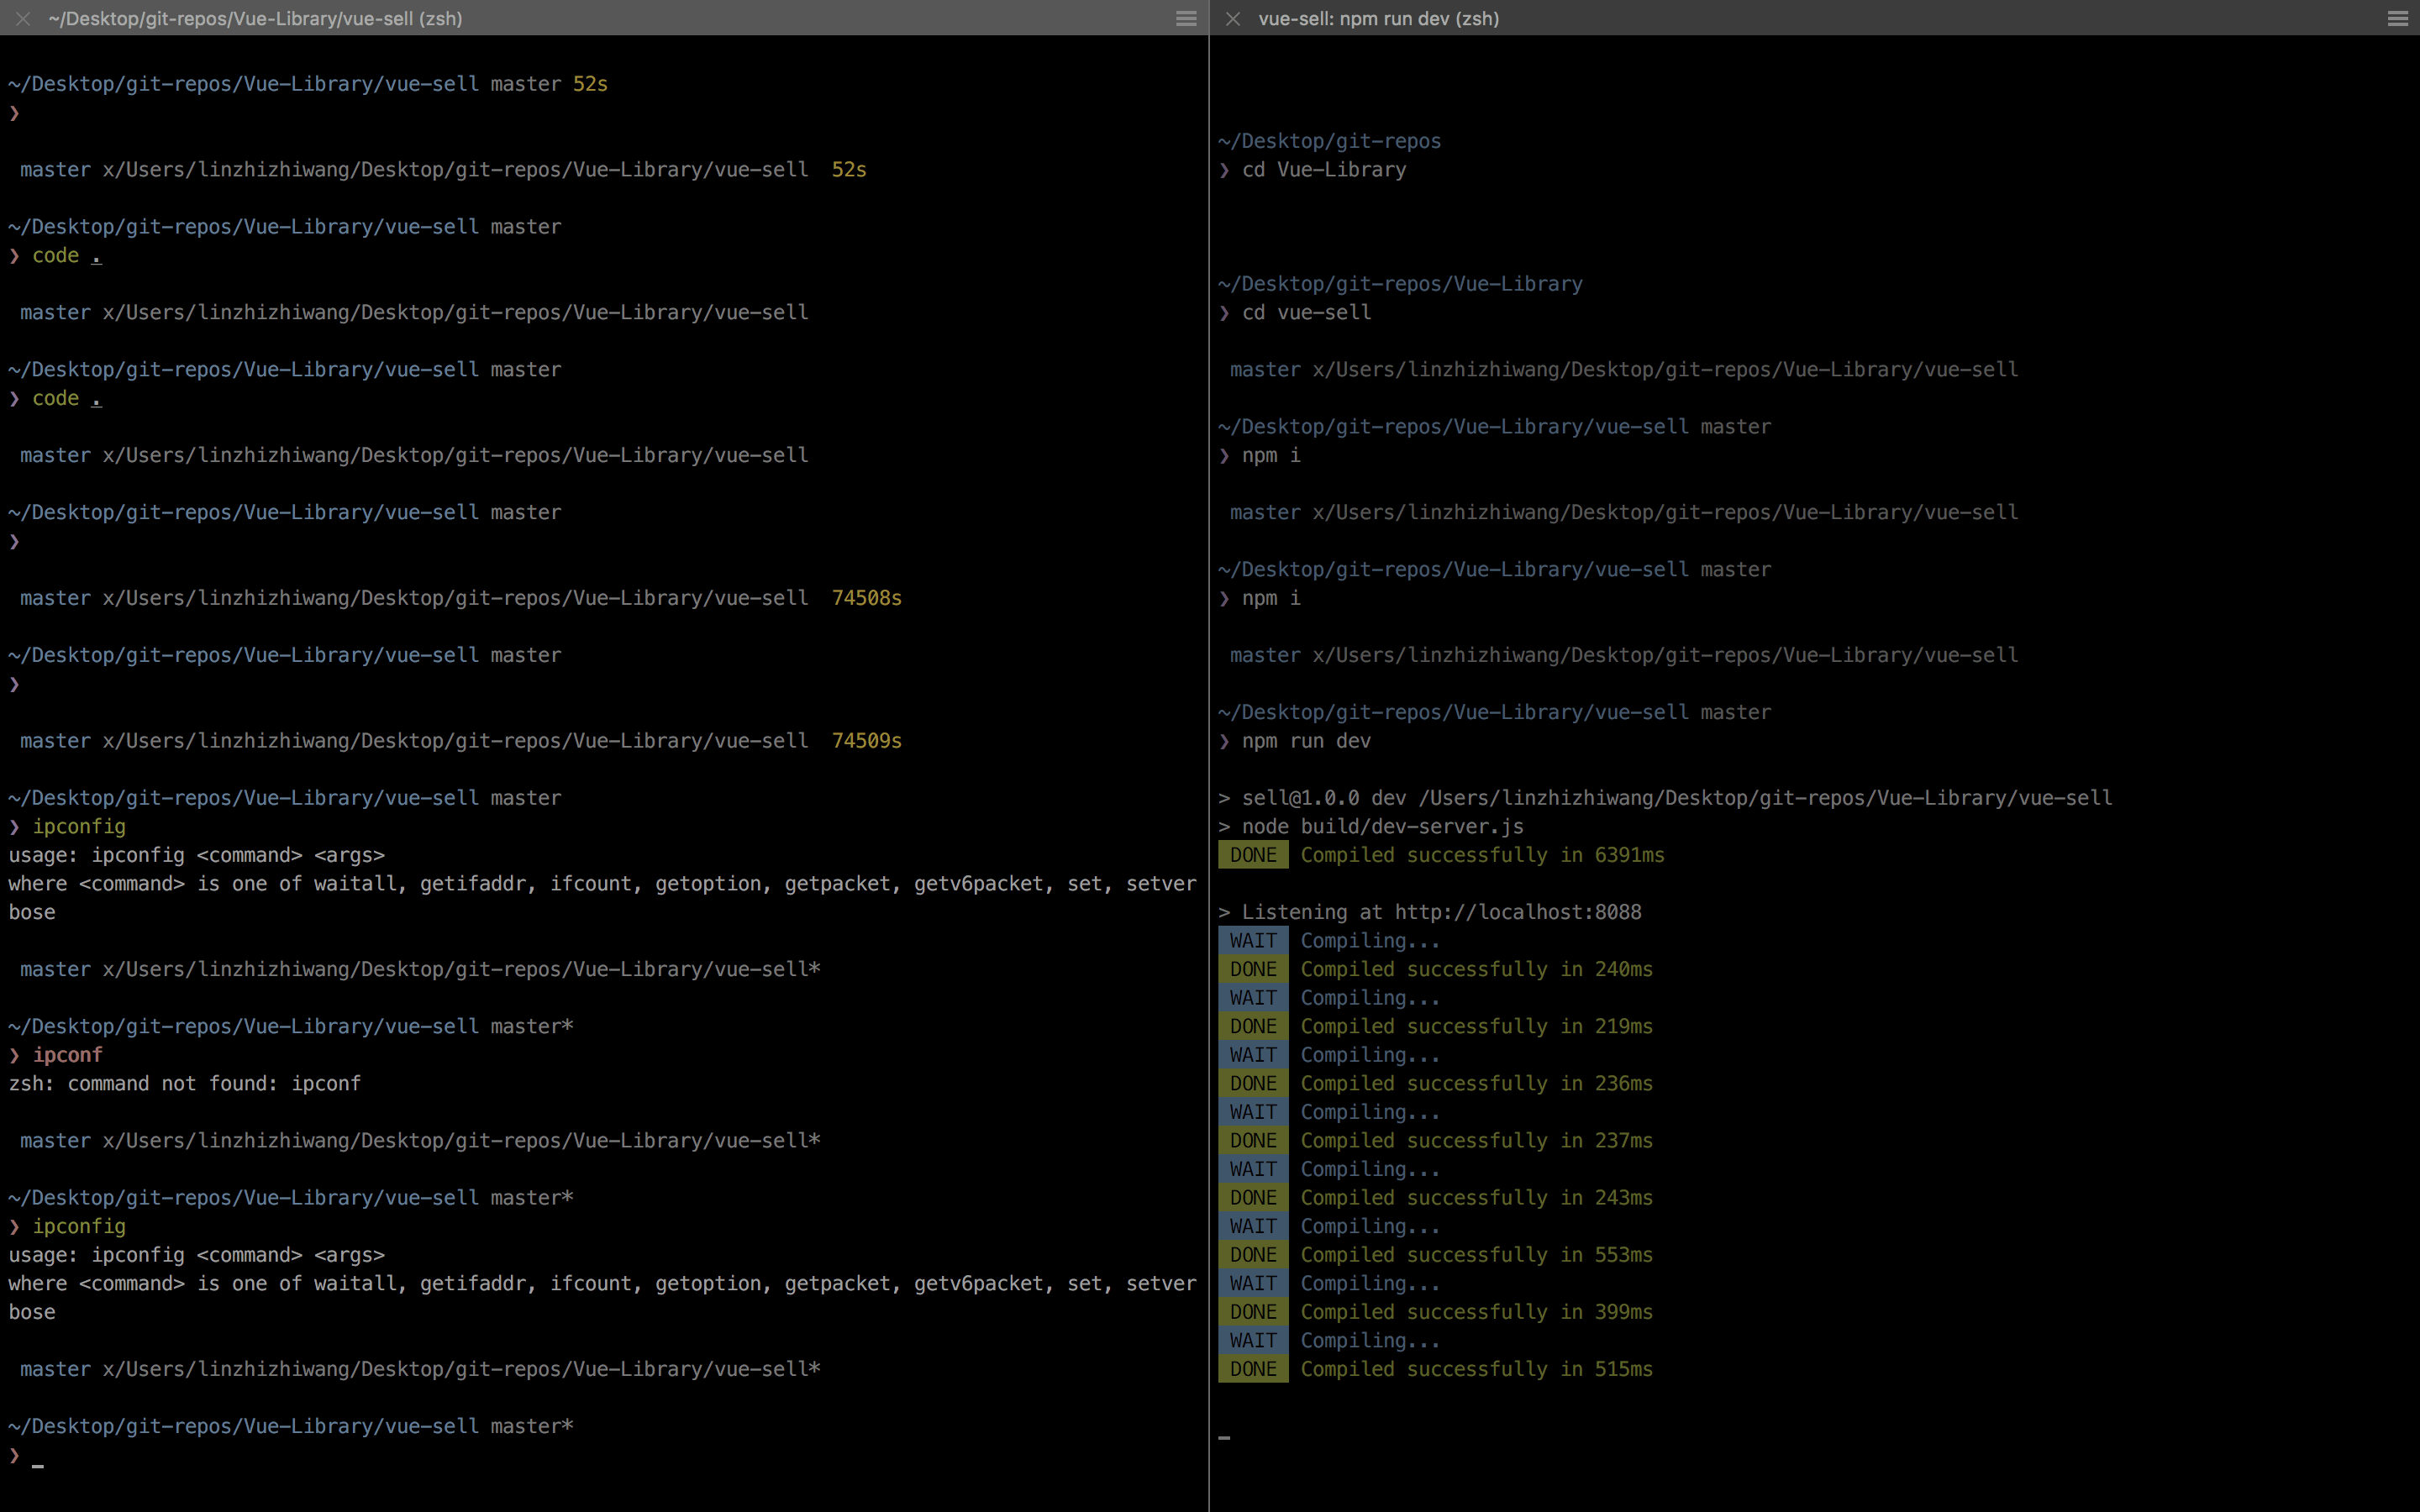 ~/Desktop/git-repos/Vue-Library/vue-sell (zsh)
~/Desktop/git-repos/Vue-Library/vue-sell master 52s
❯
master x/Users/linzhizhiwang/Desktop/git-repos/Vue-Library/vue-sell 52s
~/Desktop/git-repos/Vue-Library/vue-sell master
❯ code .
master x/Users/linzhizhiwang/Desktop/git-repos/Vue-Library/vue-sell
~/Desktop/git-repos/Vue-Library/vue-sell master
❯ code .
master x/Users/linzhizhiwang/Desktop/git-repos/Vue-Library/vue-sell
~/Desktop/git-repos/Vue-Library/vue-sell master
❯
master x/Users/linzhizhiwang/Desktop/git-repos/Vue-Library/vue-sell 74508s
~/Desktop/git-repos/Vue-Library/vue-sell master
❯
master x/Users/linzhizhiwang/Desktop/git-repos/Vue-Library/vue-sell 74509s
~/Desktop/git-repos/Vue-Library/vue-sell master
❯ ipconfig
usage: ipconfig <command> <args>
where <command> is one of waitall, getifaddr, ifcount, getoption, getpacket, getv6packet, set, setver
bose
master x/Users/linzhizhiwang/Desktop/git-repos/Vue-Library/vue-sell*
~/Desktop/git-repos/Vue-Library/vue-sell master*
❯ ipconf
zsh: command not found: ipconf
master x/Users/linzhizhiwang/Desktop/git-repos/Vue-Library/vue-sell*
~/Desktop/git-repos/Vue-Library/vue-sell master*
❯ ipconfig
usage: ipconfig <command> <args>
where <command> is one of waitall, getifaddr, ifcount, getoption, getpacket, getv6packet, set, setver
bose
master x/Users/linzhizhiwang/Desktop/git-repos/Vue-Library/vue-sell*
~/Desktop/git-repos/Vue-Library/vue-sell master*
❯
vue-sell: npm run dev (zsh)
~/Desktop/git-repos
❯ cd Vue-Library
~/Desktop/git-repos/Vue-Library
❯ cd vue-sell
master x/Users/linzhizhiwang/Desktop/git-repos/Vue-Library/vue-sell
~/Desktop/git-repos/Vue-Library/vue-sell master
❯ npm i
master x/Users/linzhizhiwang/Desktop/git-repos/Vue-Library/vue-sell
~/Desktop/git-repos/Vue-Library/vue-sell master
❯ npm i
master x/Users/linzhizhiwang/Desktop/git-repos/Vue-Library/vue-sell
~/Desktop/git-repos/Vue-Library/vue-sell master
❯ npm run dev
> sell@1.0.0 dev /Users/linzhizhiwang/Desktop/git-repos/Vue-Library/vue-sell
> node build/dev-server.js
DONE Compiled successfully in 6391ms
> Listening at http://localhost:8088
WAIT Compiling...
DONE Compiled successfully in 240ms
WAIT Compiling...
DONE Compiled successfully in 219ms
WAIT Compiling...
DONE Compiled successfully in 236ms
WAIT Compiling...
DONE Compiled successfully in 237ms
WAIT Compiling...
DONE Compiled successfully in 243ms
WAIT Compiling...
DONE Compiled successfully in 553ms
WAIT Compiling...
DONE Compiled successfully in 399ms
WAIT Compiling...
DONE Compiled successfully in 515ms